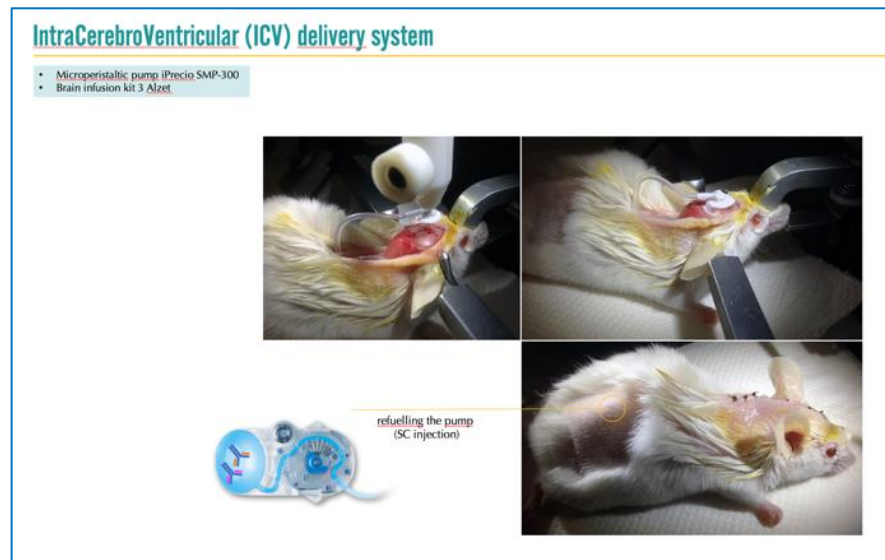 IntraCerebroVentricular (ICV) delivery system
• Microperistaltic pump iPrecio SMP-300
• Brain infusion kit 3 Alzet
refuelling the pump
(SC injection)